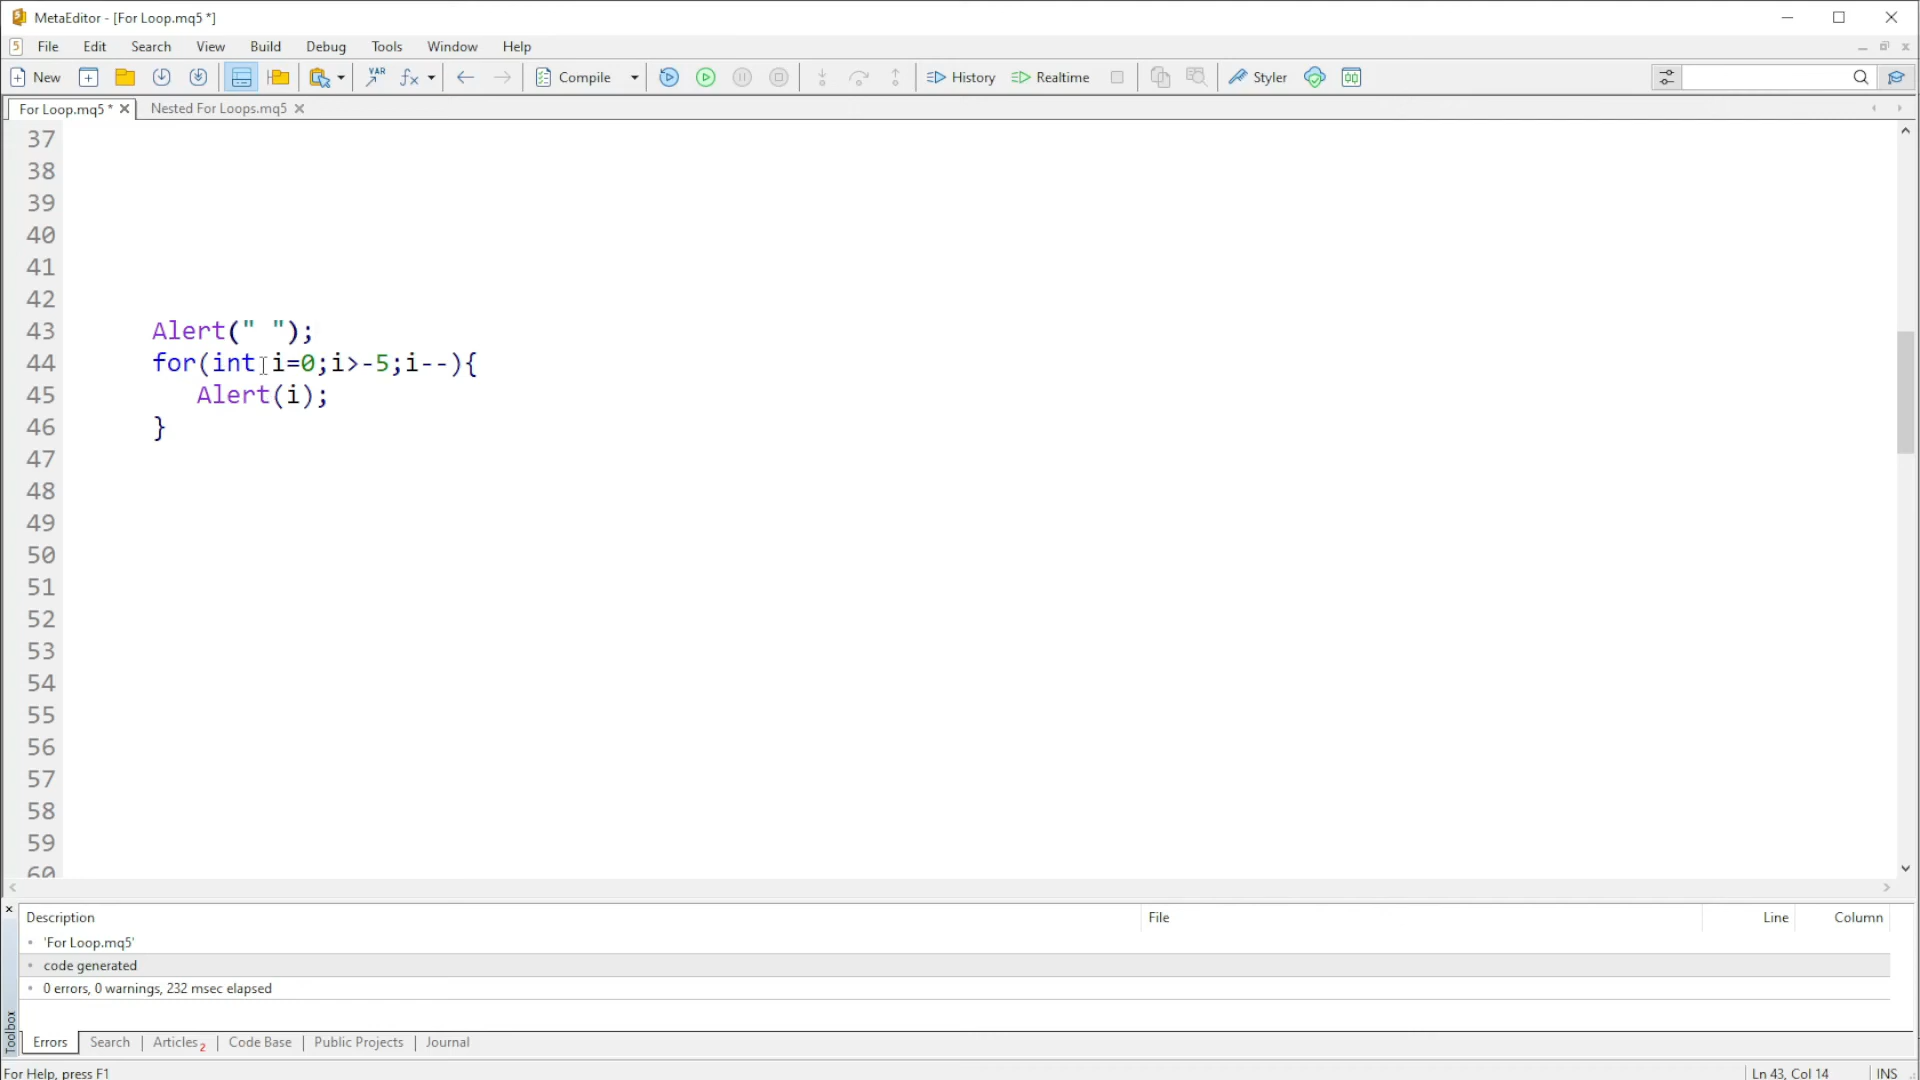 MetaEditor - [For Loop.mq5 *]
5 File Edit Search View Build Debug Tools Window Help
New VAR fx Compile History Realtime Styler
For Loop.mq5 * Nested For Loops.mq5
37
38
39
40
41
42
43 Alert(" ");
44 for(int i=0;i>-5;i--){
45 Alert(i);
46 }
47
48
49
50
51
52
53
54
55
56
57
58
59
60
Description File Line Column
'For Loop.mq5'
code generated
0 errors, 0 warnings, 232 msec elapsed
Toolbox
Errors Search Articles 2 Code Base Public Projects Journal
For Help, press F1 Ln 43, Col 14 INS